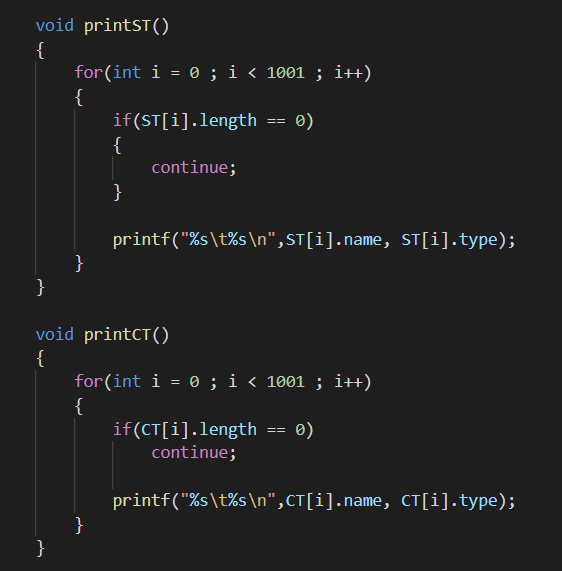 void printST()
{
    for(int i = 0 ; i < 1001 ; i++)
    {
        if(ST[i].length == 0)
        {
            continue;
        }

        printf("%s\t%s\n",ST[i].name, ST[i].type);
    }
}

void printCT()
{
    for(int i = 0 ; i < 1001 ; i++)
    {
        if(CT[i].length == 0)
            continue;

        printf("%s\t%s\n",CT[i].name, CT[i].type);
    }
}